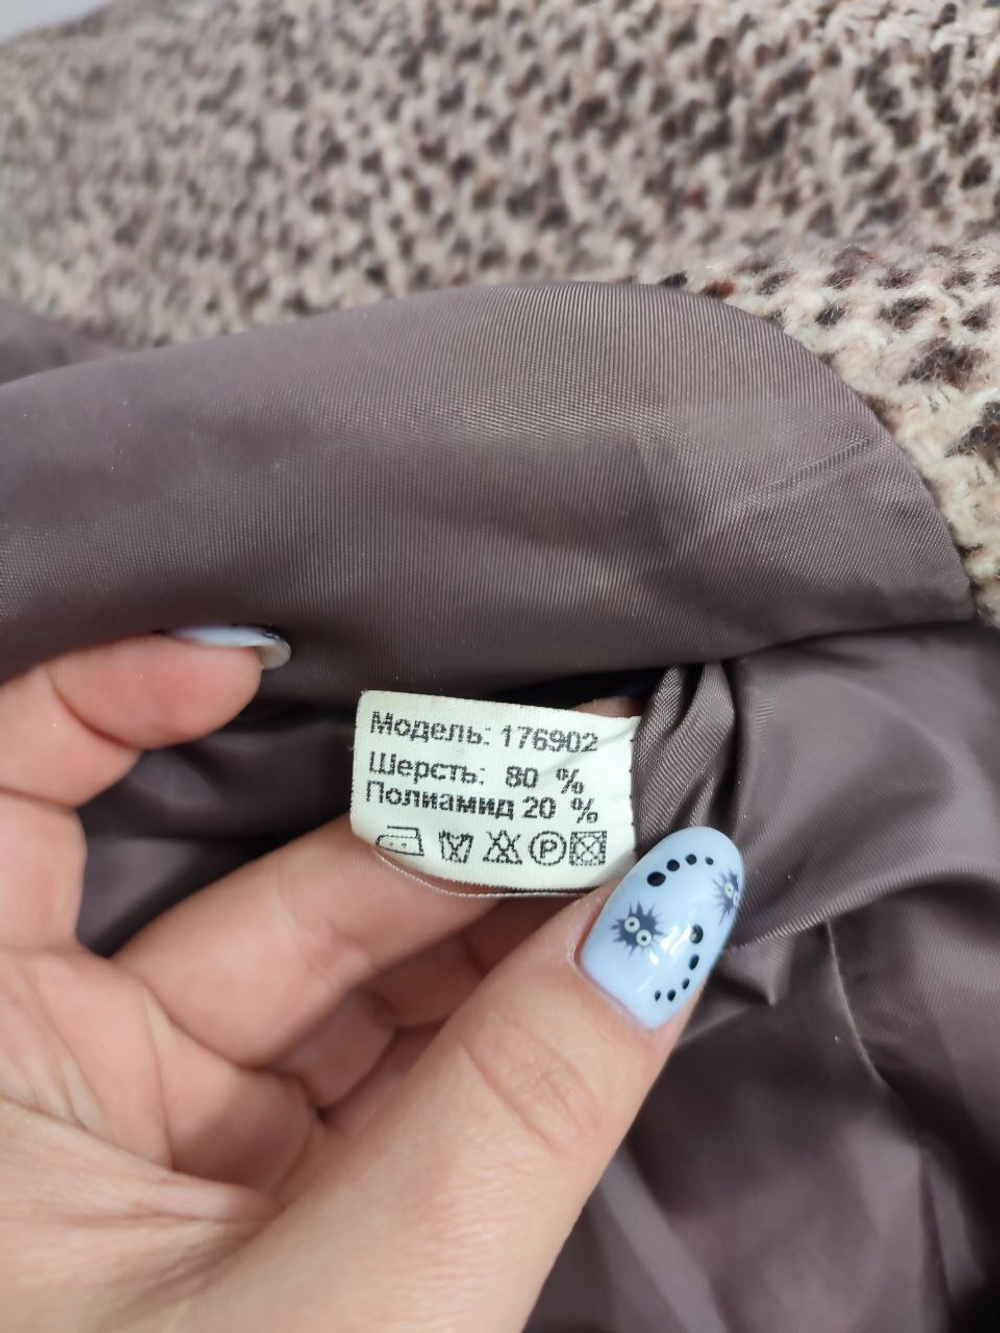 Модель: 176902
Шерсть: 80 %
Полиамид 20 %
P